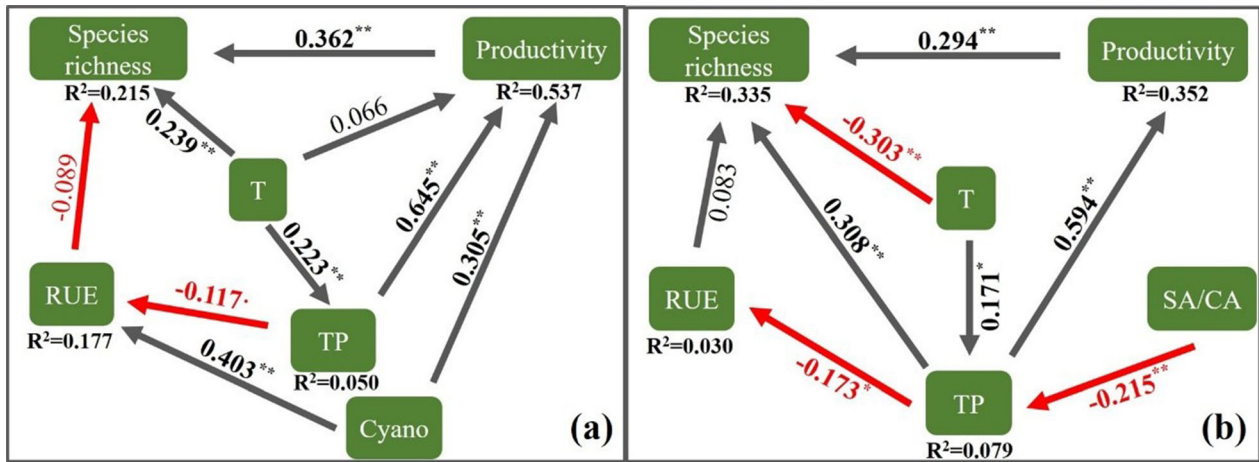 Species
richness
R²=0.215
0.362**
Productivity
R²=0.537
0.239**
0.066
-0.089
T
0.645**
0.305**
0.223**
RUE
R²=0.177
-0.117·
TP
R²=0.050
0.403**
Cyano
(a)
Species
richness
R²=0.335
0.294**
Productivity
R²=0.352
-0.303**
0.083
T
0.594**
0.308**
0.171*
RUE
R²=0.030
SA/CA
-0.173*
TP
R²=0.079
-0.215**
(b)